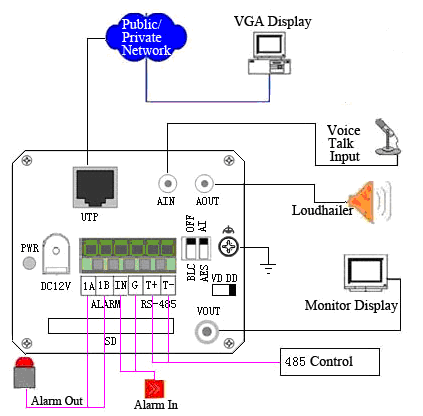 Public/
Private
Network
VGA Display
Voice
Talk
Input
UTP
AIN
AOUT
Loudhailer
OFF
AI
PWR
DC12V
BLC
AES
VD DD
1A 1B IN G T+ T-
ALARM RS-485
VOUT
Monitor Display
SD
485 Control
Alarm Out
Alarm In